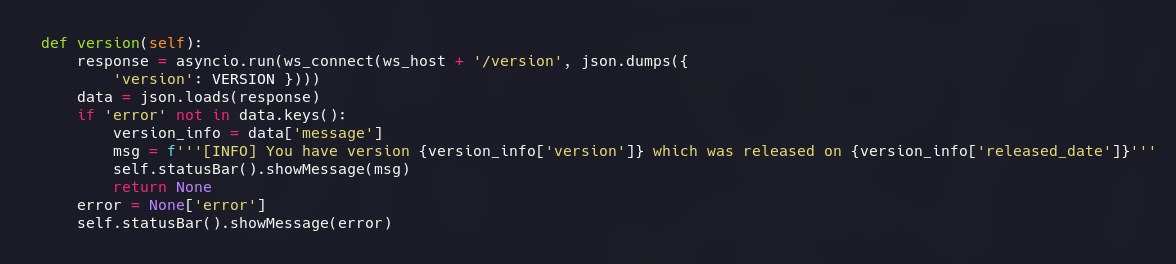 def version(self):
    response = asyncio.run(ws_connect(ws_host + '/version', json.dumps({
        'version': VERSION })))
    data = json.loads(response)
    if 'error' not in data.keys():
        version_info = data['message']
        msg = f'''[INFO] You have version {version_info['version']} which was released on {version_info['released_date']}'''
        self.statusBar().showMessage(msg)
        return None
    error = None['error']
    self.statusBar().showMessage(error)